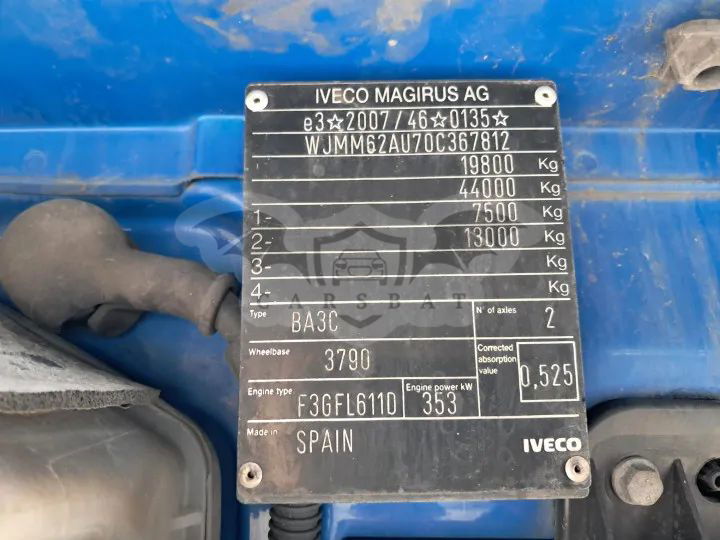 IVECO MAGIRUS AG
e3☆2007/46☆0135☆
WJMM62AU70C367812
19800 Kg
44000 Kg
1- 7500 Kg
2- 13000 Kg
3- Kg
4- Kg
CARSBAT
Type BA3C N° of axles 2
Wheelbase 3790 Corrected absorption value 0,525
Engine type F3GFL611D Engine power kW 353
Made in SPAIN IVECO